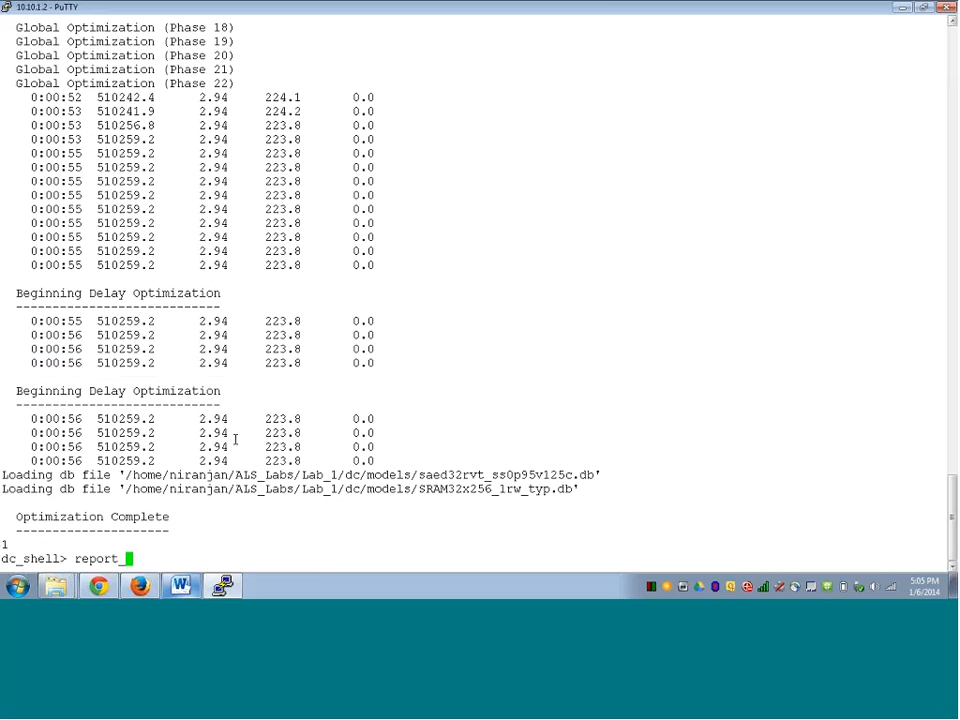 10.10.1.2 - PuTTY
Global Optimization (Phase 18)
Global Optimization (Phase 19)
Global Optimization (Phase 20)
Global Optimization (Phase 21)
Global Optimization (Phase 22)
0:00:52 510242.4 2.94 224.1 0.0
0:00:53 510241.9 2.94 224.2 0.0
0:00:53 510256.8 2.94 223.8 0.0
0:00:53 510259.2 2.94 223.8 0.0
0:00:55 510259.2 2.94 223.8 0.0
0:00:55 510259.2 2.94 223.8 0.0
0:00:55 510259.2 2.94 223.8 0.0
0:00:55 510259.2 2.94 223.8 0.0
0:00:55 510259.2 2.94 223.8 0.0
0:00:55 510259.2 2.94 223.8 0.0
0:00:55 510259.2 2.94 223.8 0.0
0:00:55 510259.2 2.94 223.8 0.0
0:00:55 510259.2 2.94 223.8 0.0
Beginning Delay Optimization
----------------------------
0:00:55 510259.2 2.94 223.8 0.0
0:00:56 510259.2 2.94 223.8 0.0
0:00:56 510259.2 2.94 223.8 0.0
0:00:56 510259.2 2.94 223.8 0.0
Beginning Delay Optimization
----------------------------
0:00:56 510259.2 2.94 223.8 0.0
0:00:56 510259.2 2.94 223.8 0.0
0:00:56 510259.2 2.94 223.8 0.0
0:00:56 510259.2 2.94 223.8 0.0
Loading db file '/home/niranjan/ALS_Labs/Lab_1/dc/models/saed32rvt_ss0p95v125c.db'
Loading db file '/home/niranjan/ALS_Labs/Lab_1/dc/models/SRAM32x256_1rw_typ.db'
Optimization Complete
---------------------
1
dc_shell> report_
5:05 PM
1/6/2014